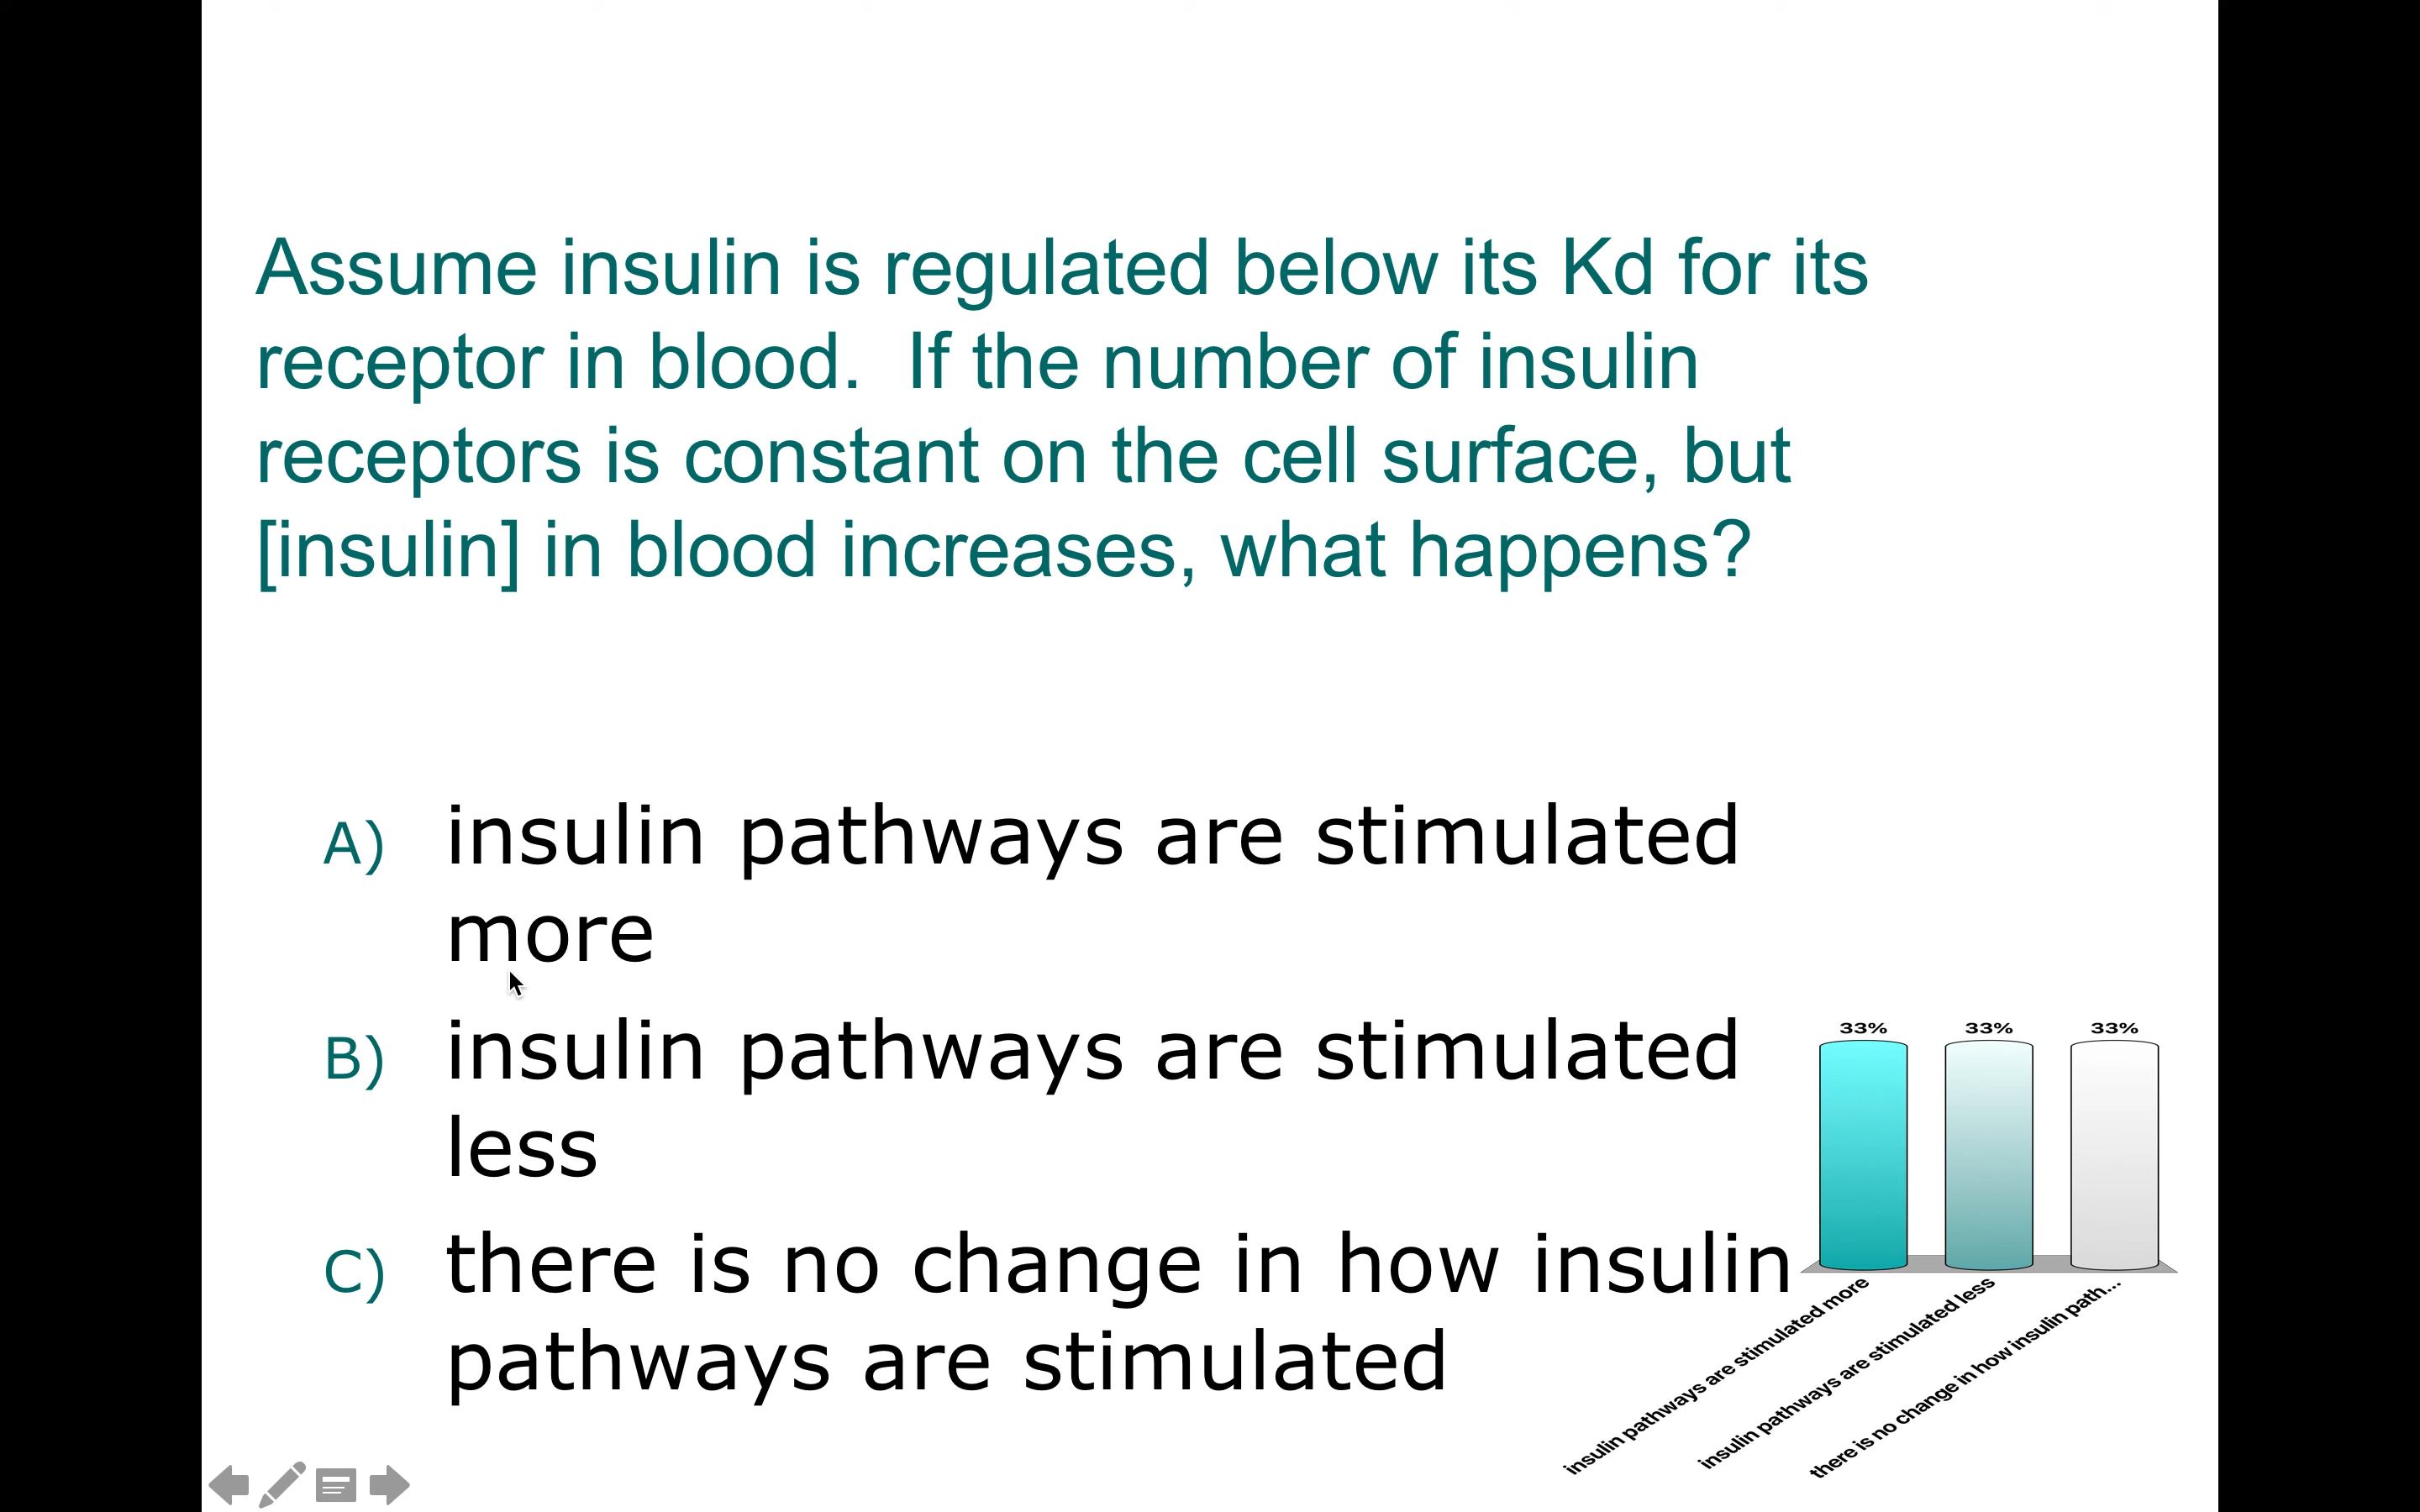 Assume insulin is regulated below its Kd for its
receptor in blood.  If the number of insulin
receptors is constant on the cell surface, but
[insulin] in blood increases, what happens?
A) insulin pathways are stimulated
more
B) insulin pathways are stimulated
less
C) there is no change in how insulin
pathways are stimulated
33% 33% 33%
insulin pathways are stimulated more
insulin pathways are stimulated less
there is no change in how insulin path...